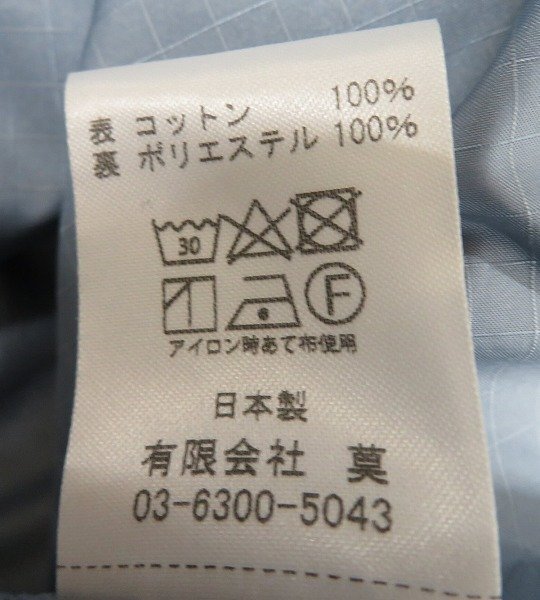 表 コットン 100%
裏 ポリエステル 100%
30
F
アイロン時あて布使用
日本製
有限会社 莫
03-6300-5043